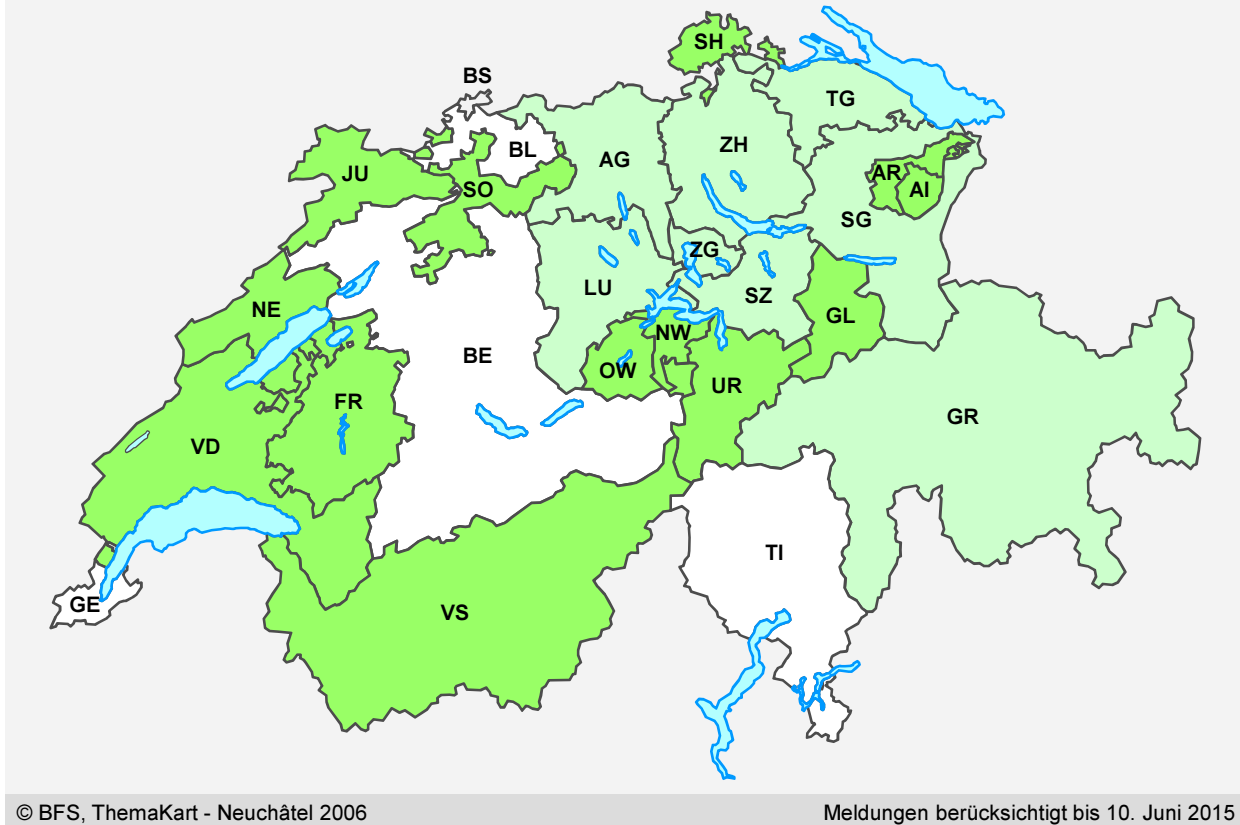 SH
BS
TG
BL
ZH
AG
JU
AR
SO
AI
SG
ZG
LU
SZ
NE
GL
NW
BE
OW
UR
FR
GR
VD
TI
GE
VS
© BFS, ThemaKart - Neuchâtel 2006
Meldungen berücksichtigt bis 10. Juni 2015